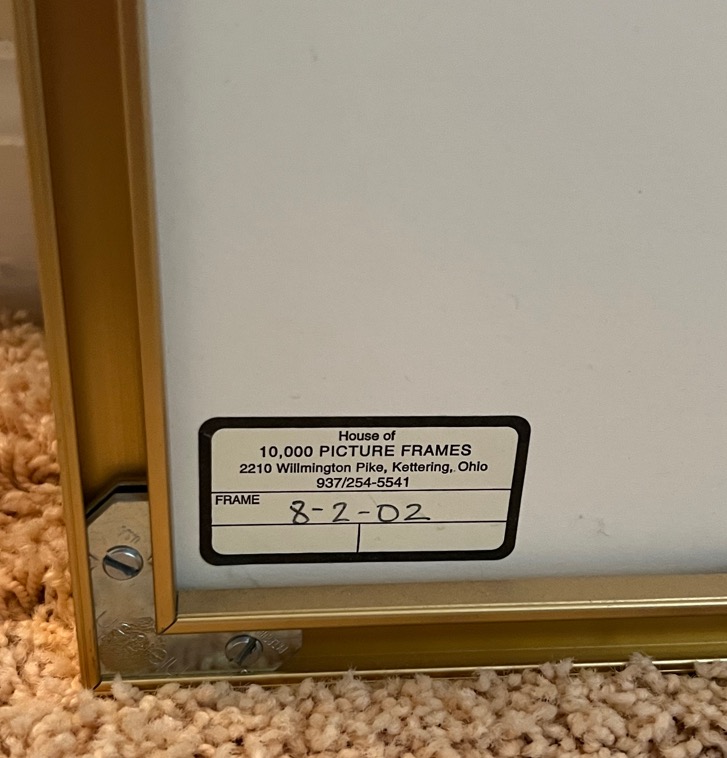 House of
10,000 PICTURE FRAMES
2210 Willmington Pike, Kettering, Ohio
937/254-5541
FRAME 8-2-02